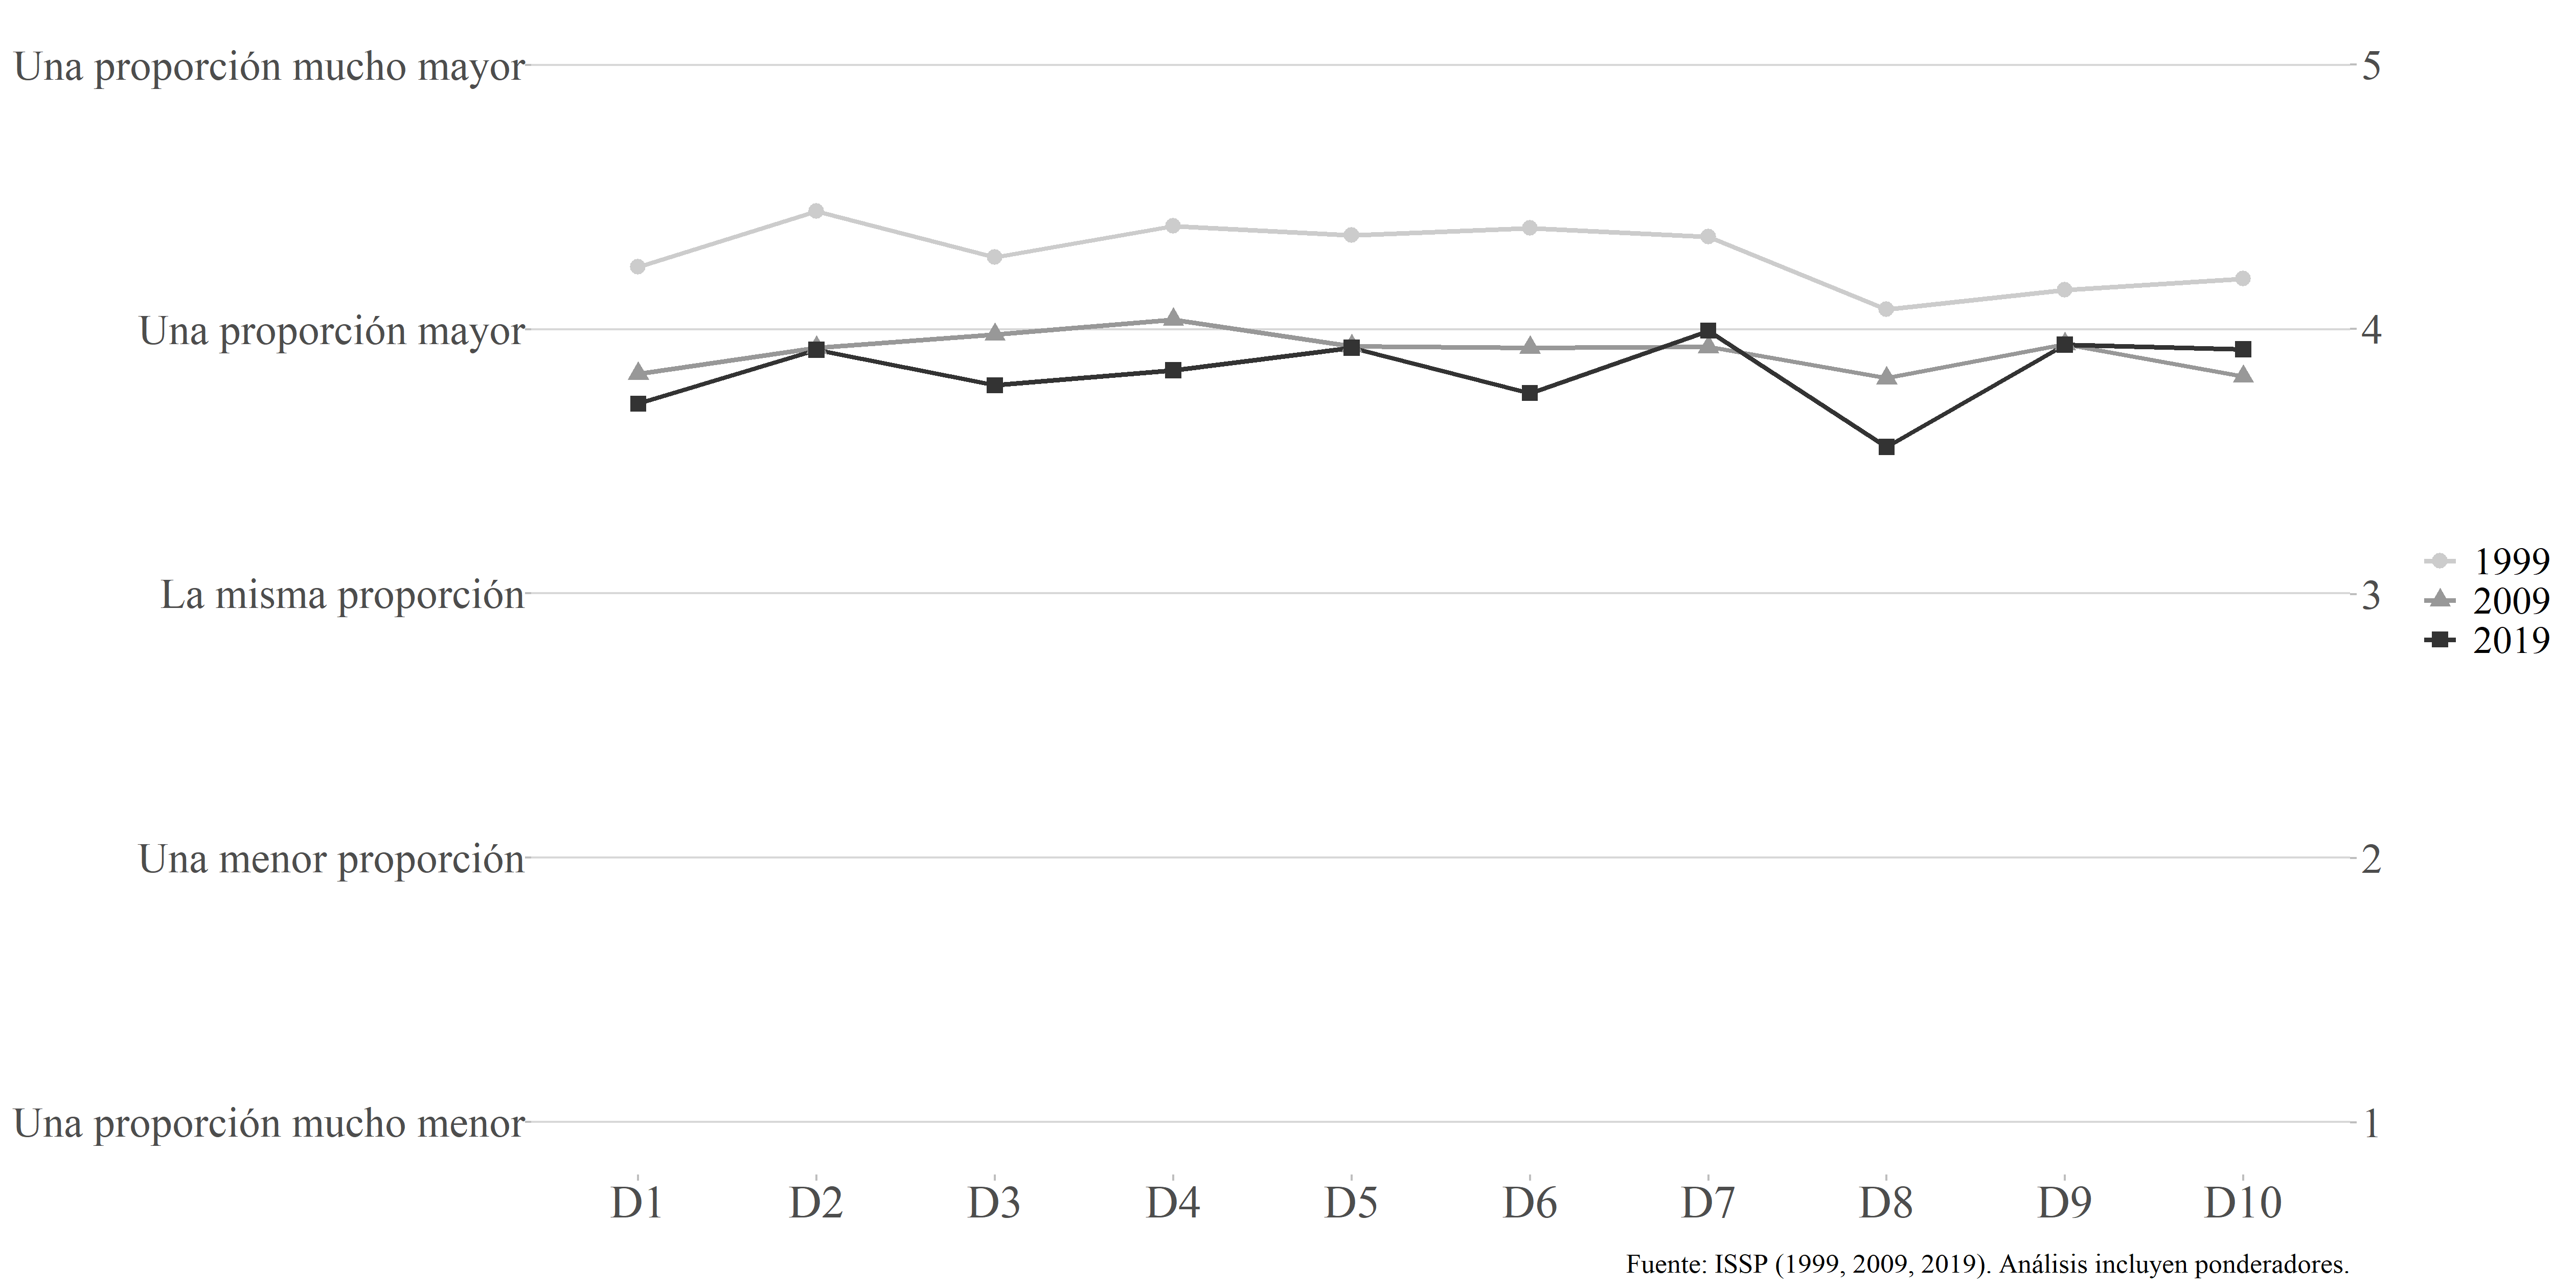 Una proporción mucho mayor
5
Una proporción mayor
4
La misma proporción
3
Una menor proporción
2
Una proporción mucho menor
1
1999
2009
2019
D1 D2 D3 D4 D5 D6 D7 D8 D9 D10
Fuente: ISSP (1999, 2009, 2019). Análisis incluyen ponderadores.